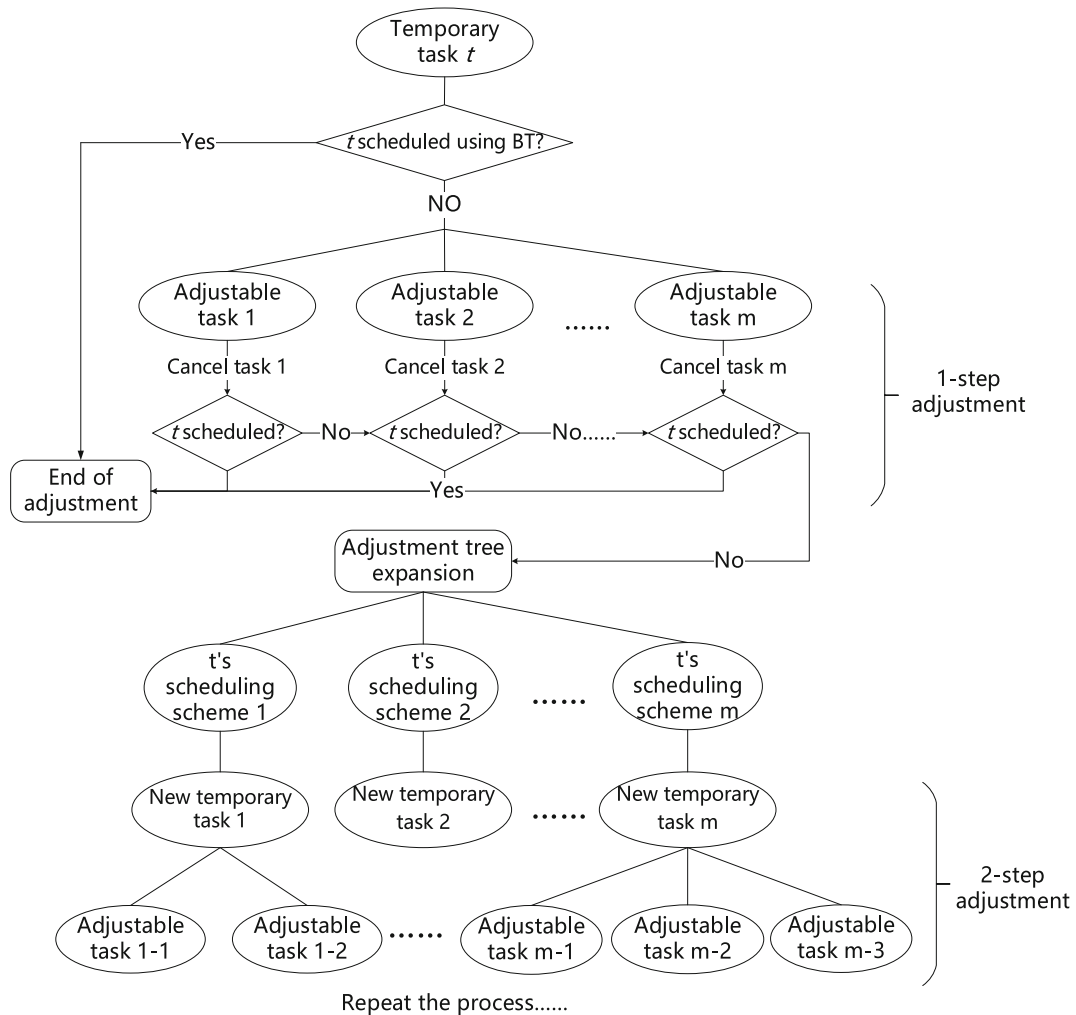 Temporary
task t
Yes
t scheduled using BT?
NO
Adjustable
task 1
Adjustable
task 2
......
Adjustable
task m
Cancel task 1
Cancel task 2
Cancel task m
1-step
adjustment
t scheduled?
No
t scheduled?
No......
t scheduled?
End of
adjustment
Yes
Adjustment tree
expansion
No
t's
scheduling
scheme 1
t's
scheduling
scheme 2
......
t's
scheduling
scheme m
New temporary
task 1
New temporary
task 2
......
New temporary
task m
2-step
adjustment
Adjustable
task 1-1
Adjustable
task 1-2
......
Adjustable
task m-1
Adjustable
task m-2
Adjustable
task m-3
Repeat the process......